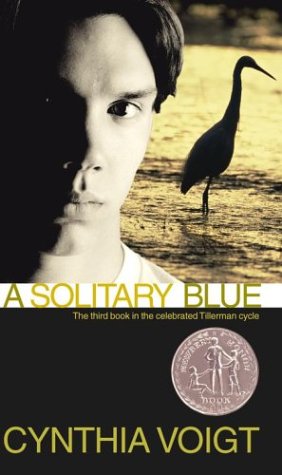 A SOLITARY BLUE
The third book in the celebrated Tillerman cycle
CYNTHIA VOIGT